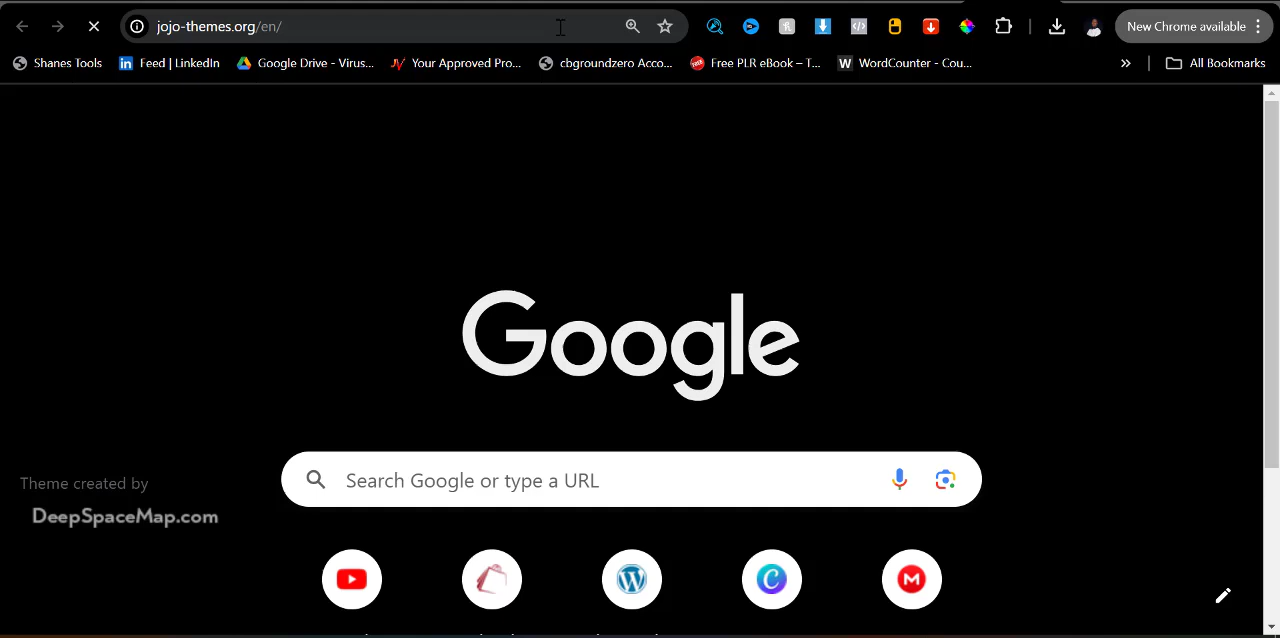 jojo-themes.org/en/
New Chrome available
Shanes Tools
Feed | LinkedIn
Google Drive - Virus...
Your Approved Pro...
cbgroundzero Acco...
Free PLR eBook – T...
WordCounter - Cou...
All Bookmarks
Google
Search Google or type a URL
Theme created by
DeepSpaceMap.com